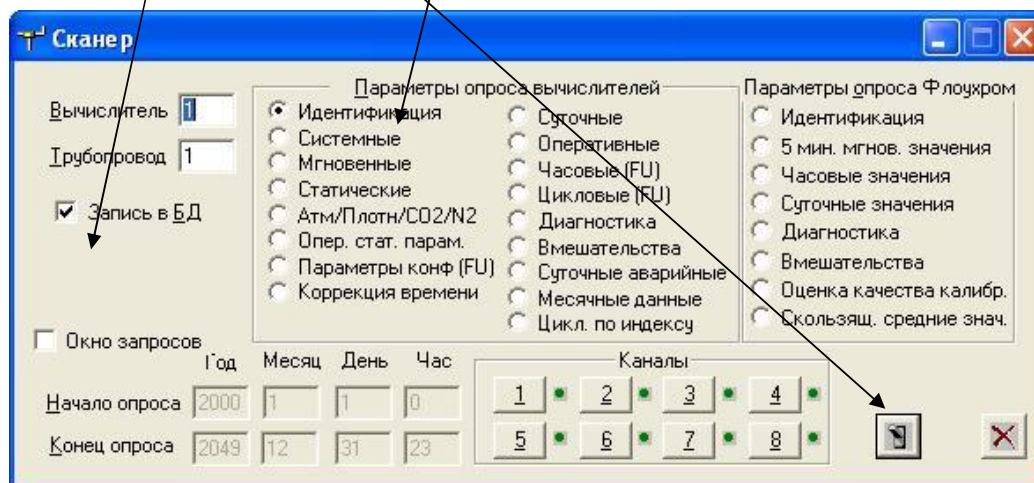 Сканер
Вычислитель 1
Трубопровод 1
Запись в БД
Окно запросов
Параметры опроса вычислителей
Идентификация
Системные
Мгновенные
Статические
Атм/Плотн/CO2/N2
Опер. стат. парам.
Параметры конф (FU)
Коррекция времени
Суточные
Оперативные
Часовые (FU)
Цикловые (FU)
Диагностика
Вмешательства
Суточные аварийные
Месячные данные
Цикл. по индексу
Параметры опроса Флоухром
Идентификация
5 мин. мгнов. значения
Часовые значения
Суточные значения
Диагностика
Вмешательства
Оценка качества калибр.
Скользящ. средние знач.
Год Месяц День Час
Начало опроса 2000 1 1 0
Конец опроса 2049 12 31 23
Каналы
1 2 3 4
5 6 7 8